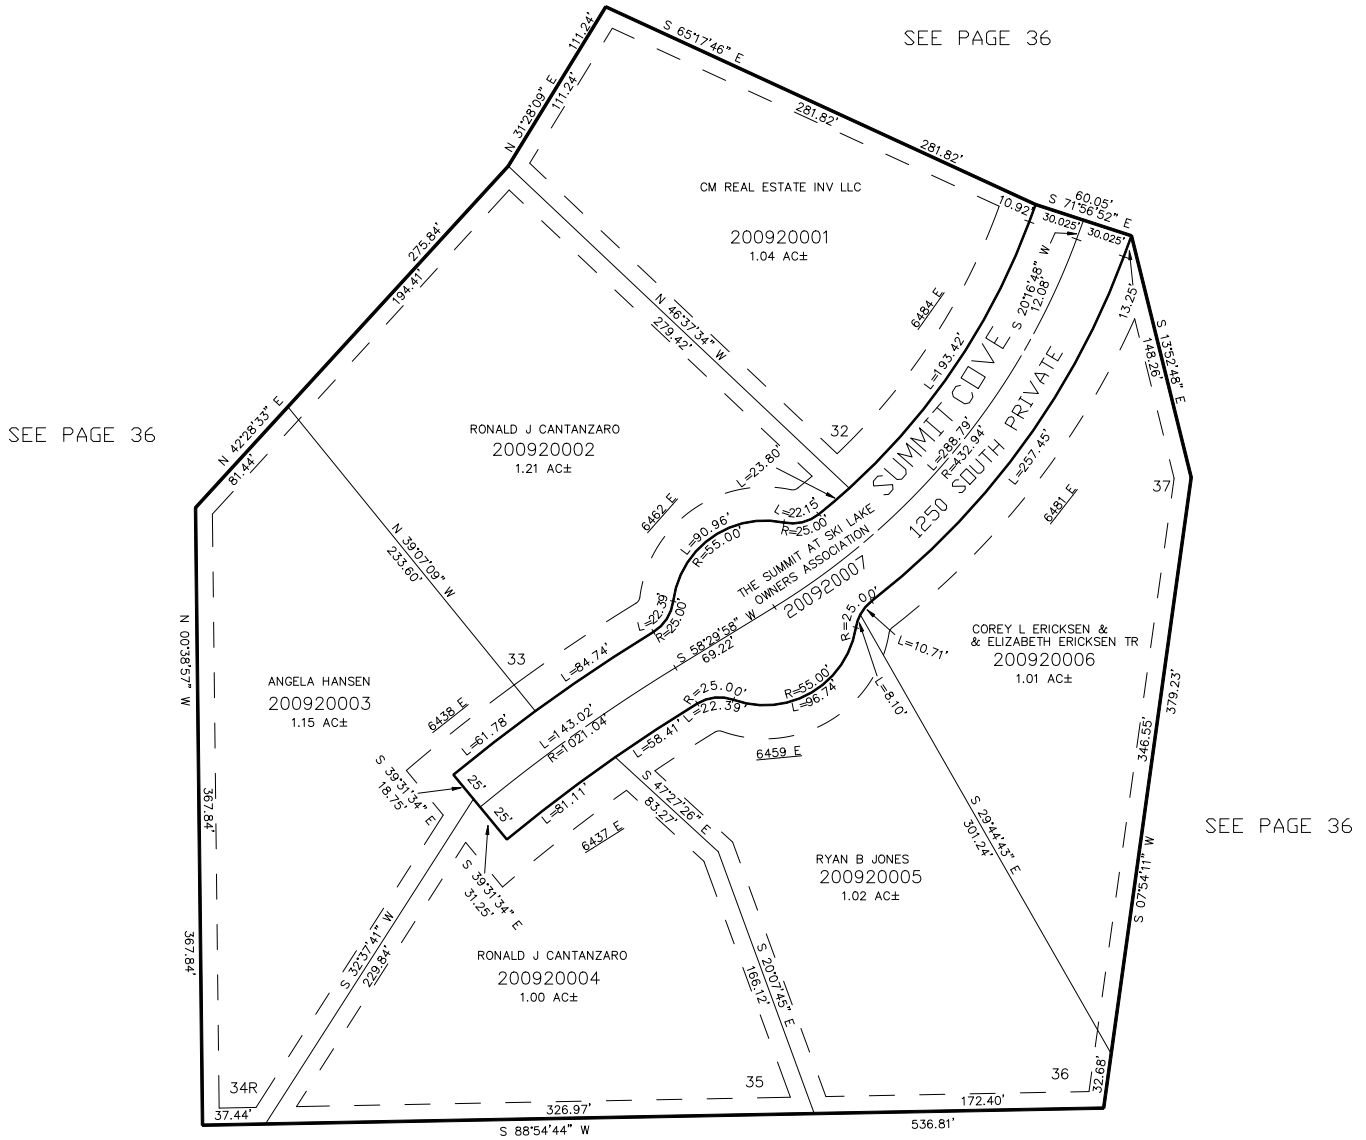 SEE PAGE 36
S 65°17'46" E
281.82'
281.82'
111.24'
111.24'
N 31°28'09" E
60.05'
S 71°56'52" E
30.025'
30.025'
10.92'
13.25'
S 13°52'48" E
148.26'
CM REAL ESTATE INV LLC
200920001
1.04 AC±
6484 E
L=193.42'
S 20°16'48" W
12.08'
SUMMIT COVE
1250 SOUTH PRIVATE
L=288.79'
R=432.94'
L=257.45'
6481 E
N 46°37'34" W
279.42'
275.84'
194.41'
N 42°28'33" E
81.44'
SEE PAGE 36
RONALD J CANTANZARO
200920002
1.21 AC±
32
37
L=23.80'
L=22.15'
R=25.00'
6462 E
L=90.96'
R=55.00'
L=22.39'
R=25.00'
THE SUMMIT AT SKI LAKE
OWNERS ASSOCIATION
200920007
S 58°29'58" W
69.22'
N 39°07'09" W
233.60'
N 00°38'57" W
367.84'
367.84'
33
L=84.74'
ANGELA HANSEN
200920003
1.15 AC±
6438 E
L=61.78'
L=143.02'
R=1021.04'
R=25.00'
L=22.39'
R=55.00'
L=96.74'
R=25.00'
L=10.71'
L=8.10'
COREY L ERICKSEN &
& ELIZABETH ERICKSEN TR
200920006
1.01 AC±
379.23'
346.55'
S 07°54'11" W
6459 E
L=58.41'
L=81.11'
25'
25'
S 39°31'34" E
18.75'
S 39°31'34" E
31.25'
6437 E
S 47°27'26" E
83.27'
S 29°44'43" E
301.24'
SEE PAGE 36
RYAN B JONES
200920005
1.02 AC±
S 32°37'41" W
229.84'
RONALD J CANTANZARO
200920004
1.00 AC±
S 20°07'45" E
166.12'
34R
35
36
32.68'
37.44'
326.97'
172.40'
S 88°54'44" W
536.81'